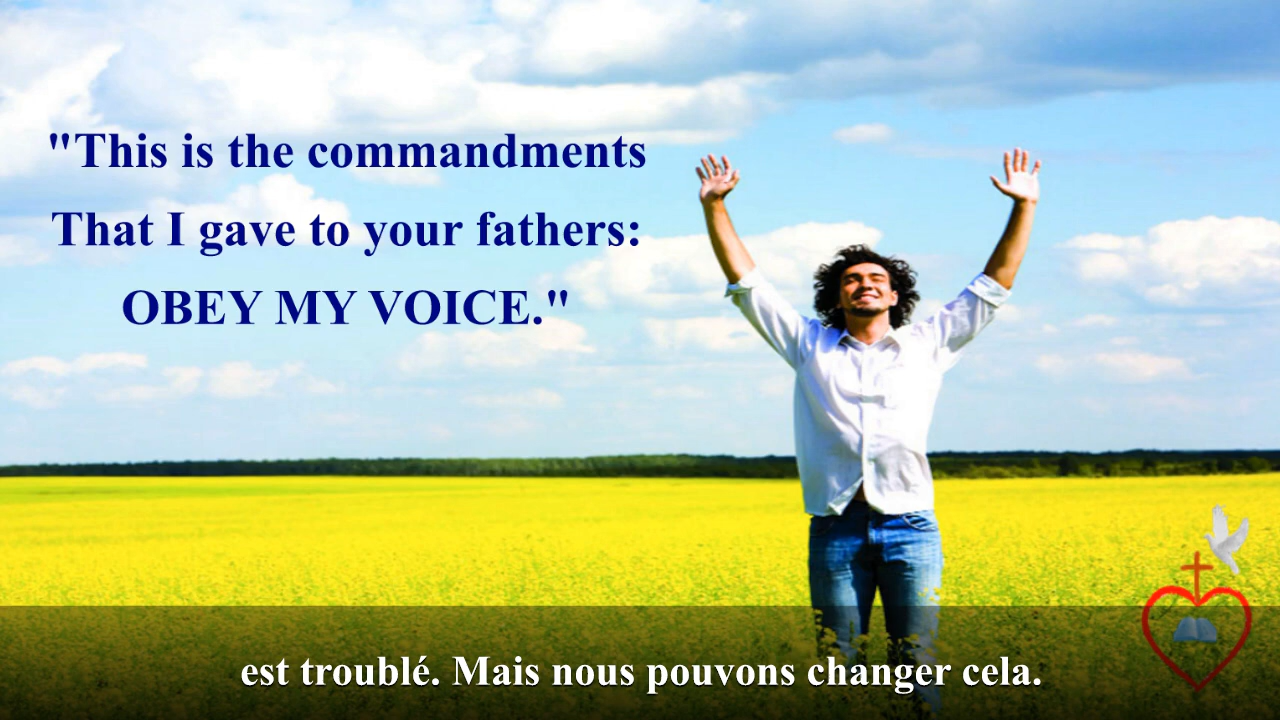 "This is the commandments
That I gave to your fathers:
OBEY MY VOICE."
est troublé. Mais nous pouvons changer cela.